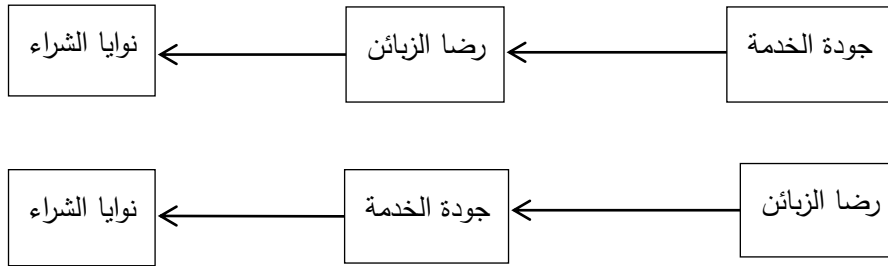 جودة الخدمة رضا الزبائن نوايا الشراء
رضا الزبائن جودة الخدمة نوايا الشراء